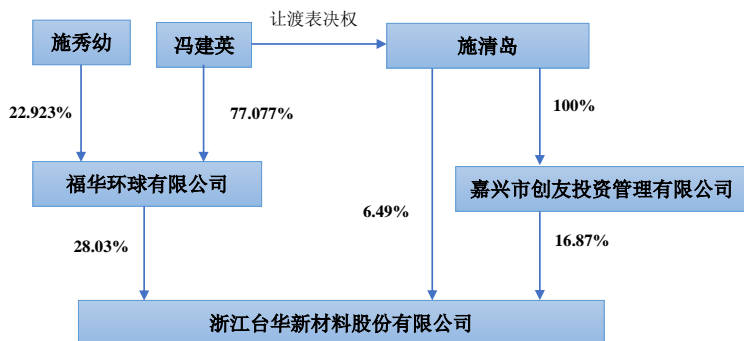 让渡表决权
施秀幼
冯建英
施清岛
22.923%
77.077%
100%
福华环球有限公司
嘉兴市创友投资管理有限公司
28.03%
6.49%
16.87%
浙江台华新材料股份有限公司